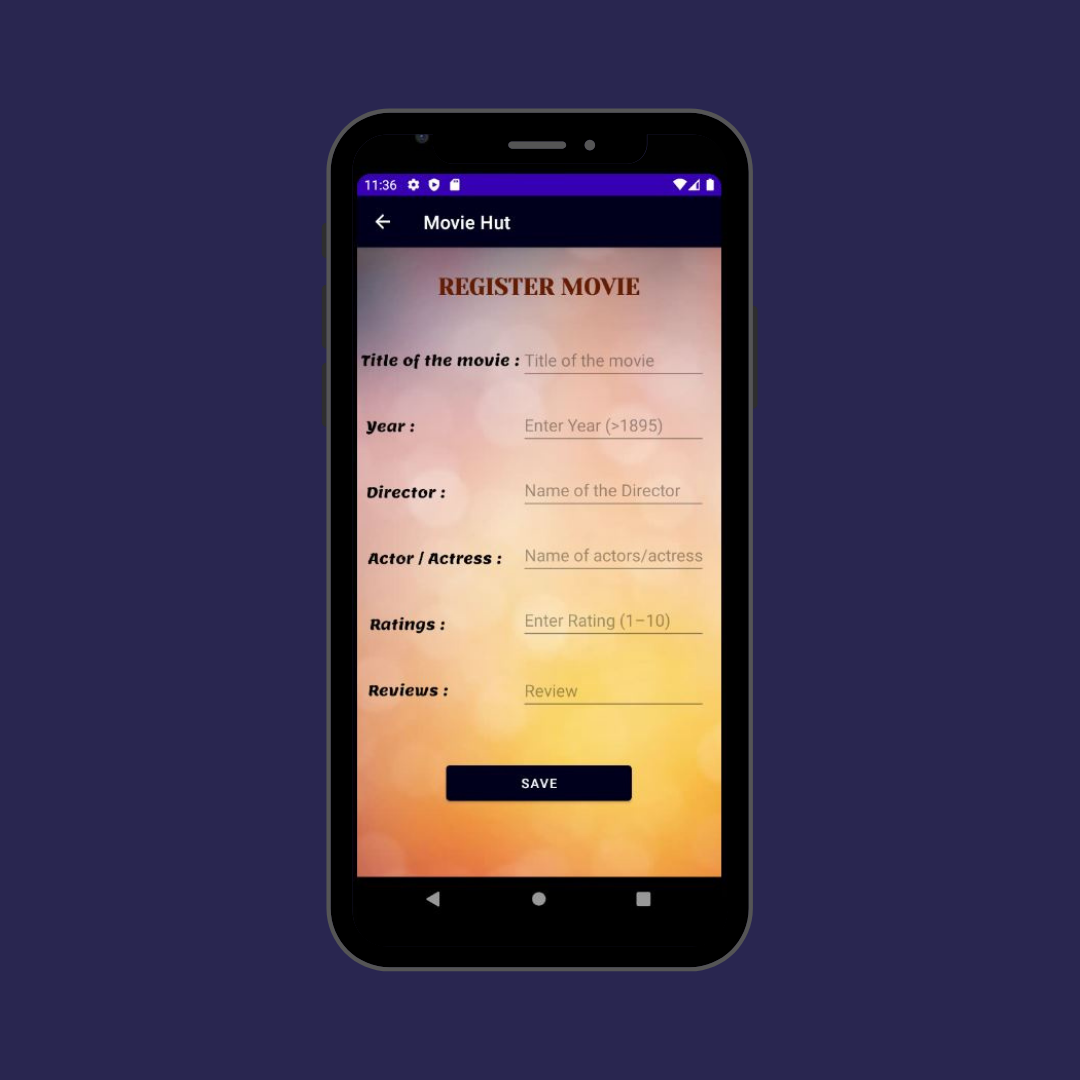 11:36
Movie Hut
REGISTER MOVIE
Title of the movie : Title of the movie
Year : Enter Year (>1895)
Director : Name of the Director
Actor / Actress : Name of actors/actress
Ratings : Enter Rating (1–10)
Reviews : Review
SAVE